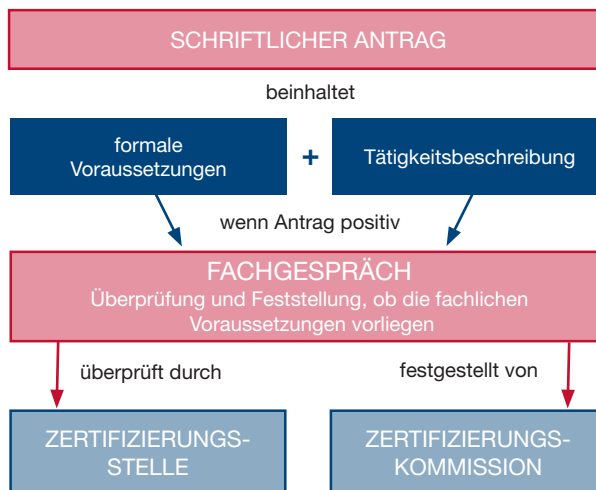 SCHRIFTLICHER ANTRAG
beinhaltet
formale
Voraussetzungen
+
Tätigkeitsbeschreibung
wenn Antrag positiv
FACHGESPRÄCH
Überprüfung und Feststellung, ob die fachlichen
Voraussetzungen vorliegen
überprüft durch
festgestellt von
ZERTIFIZIERUNGS-
STELLE
ZERTIFIZIERUNGS-
KOMMISSION